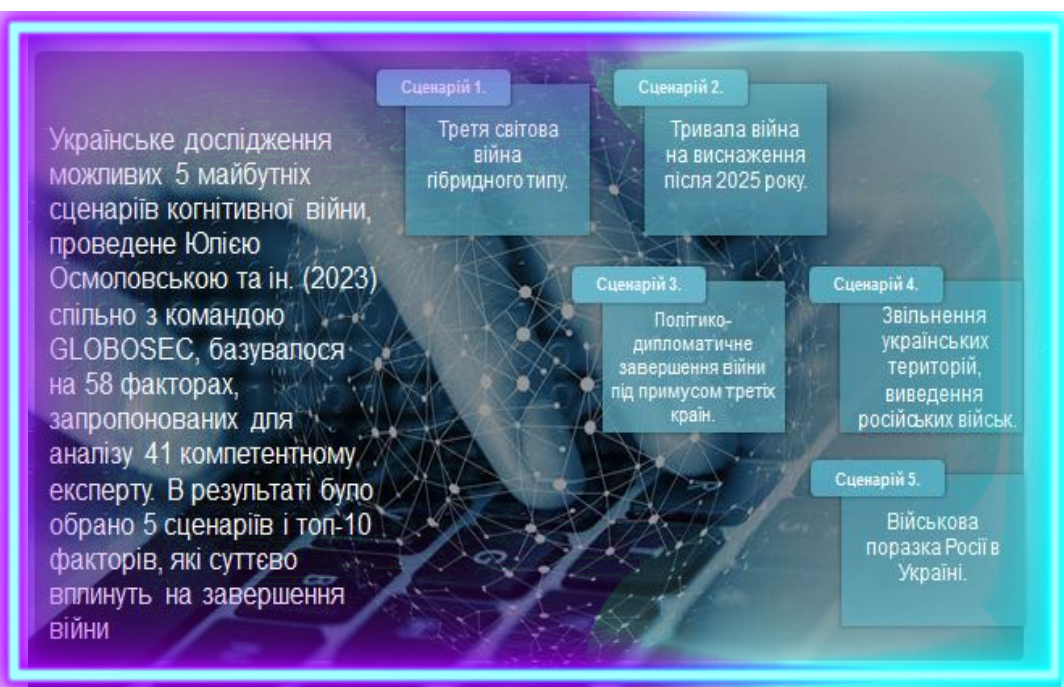 Українське дослідження
можливих 5 майбутніх
сценаріїв когнітивної війни,
проведене Юлією
Осмоловською та ін. (2023)
спільно з командою
GLOBOSEC, базувалося
на 58 факторах,
запропонованих для
аналізу 41 компетентному
експерту. В результаті було
обрано 5 сценаріїв і топ-10
факторів, які суттєво
вплинуть на завершення
війни
Сценарій 1.
Третя світова
війна
гібридного типу.
Сценарій 2.
Тривала війна
на виснаження
після 2025 року.
Сценарій 3.
Політико-
дипломатичне
завершення війни
під примусом третіх
країн.
Сценарій 4.
Звільнення
українських
територій,
виведення
російських військ.
Сценарій 5.
Військова
поразка Росії в
Україні.